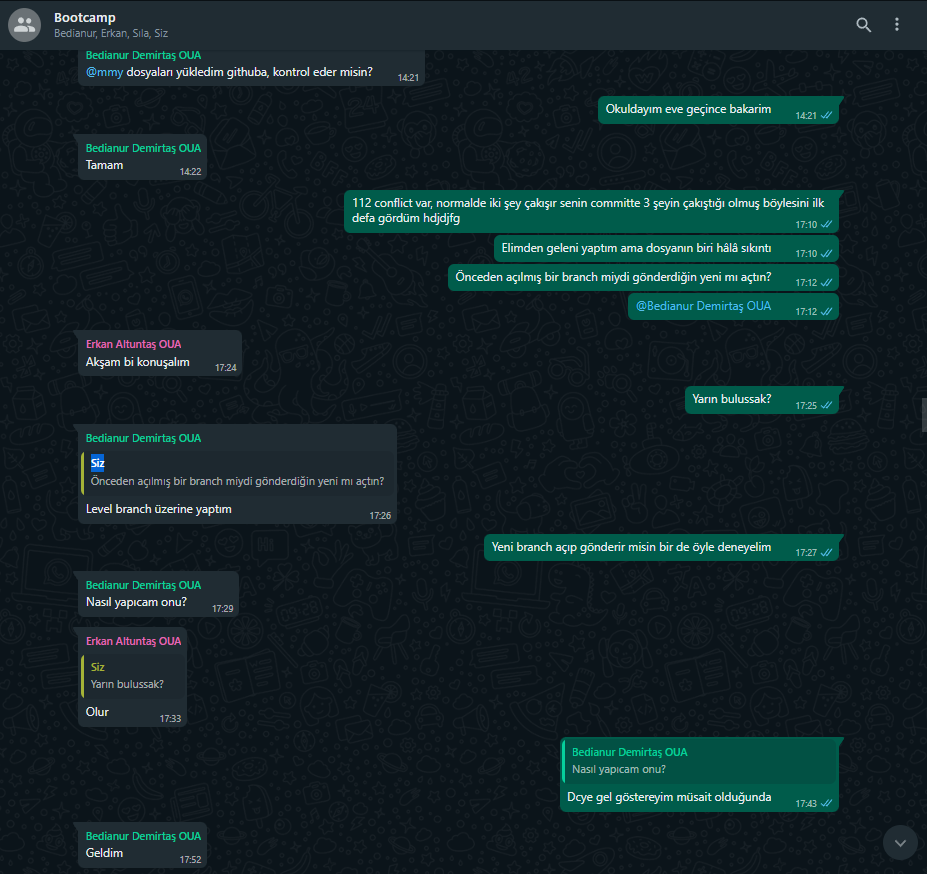 Bootcamp
Bedianur, Erkan, Sıla, Siz
Bedianur Demirtaş OUA
@mmy dosyaları yükledim githuba, kontrol eder misin?
14:21
Okuldayım eve geçince bakarim
14:21
Bedianur Demirtaş OUA
Tamam
14:22
112 conflict var, normalde iki şey çakışır senin committe 3 şeyin çakıştığı olmuş böylesini ilk
defa gördüm hdjdjfg
17:10
Elimden geleni yaptım ama dosyanın biri hâlâ sıkıntı
17:10
Önceden açılmış bir branch miydi gönderdiğin yeni mı açtın?
17:12
@Bedianur Demirtaş OUA
17:12
Erkan Altuntaş OUA
Akşam bi konuşalım
17:24
Yarın bulussak?
17:25
Bedianur Demirtaş OUA
Siz
Önceden açılmış bir branch miydi gönderdiğin yeni mı açtın?
Level branch üzerine yaptım
17:26
Yeni branch açıp gönderir misin bir de öyle deneyelim
17:27
Bedianur Demirtaş OUA
Nasıl yapıcam onu?
17:29
Erkan Altuntaş OUA
Siz
Yarın bulussak?
Olur
17:33
Bedianur Demirtaş OUA
Nasıl yapıcam onu?
Dcye gel göstereyim müsait olduğunda
17:43
Bedianur Demirtaş OUA
Geldim
17:52